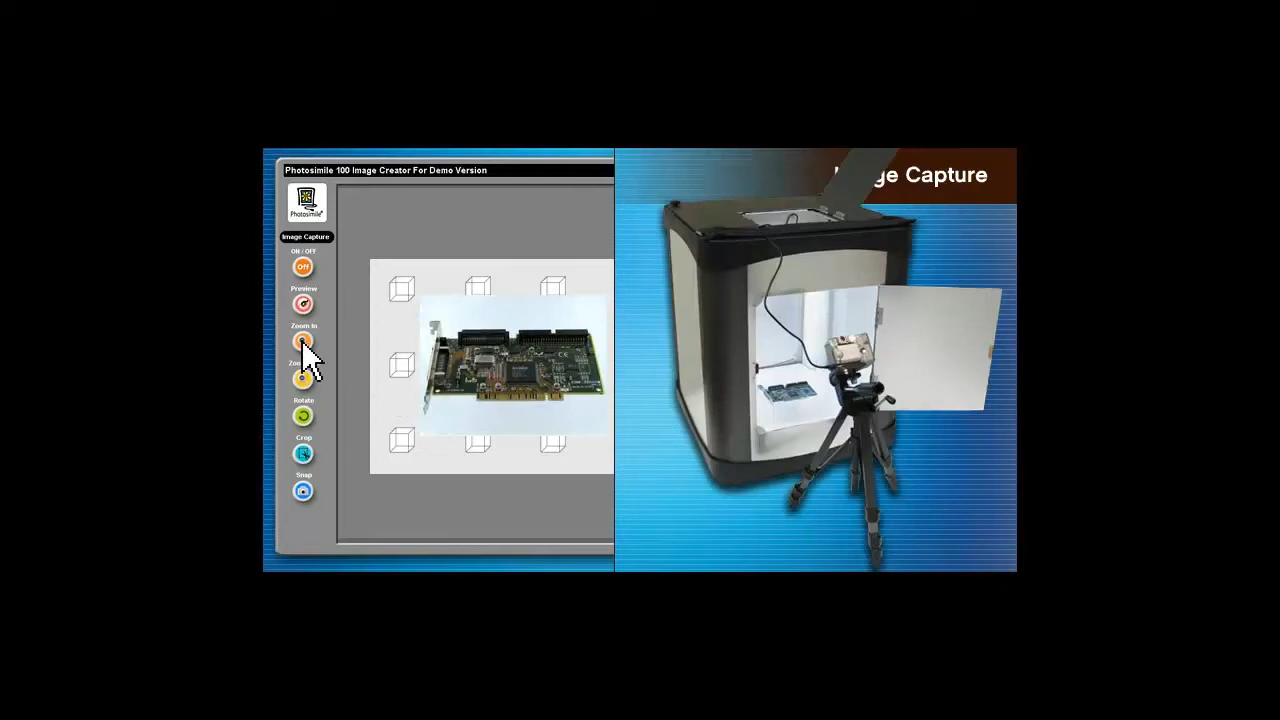 Photosimile 100 Image Creator For Demo Version
Photosimile
Image Capture
ON / OFF
Off
Preview
Zoom In
Rotate
Crop
Snap
ge Capture